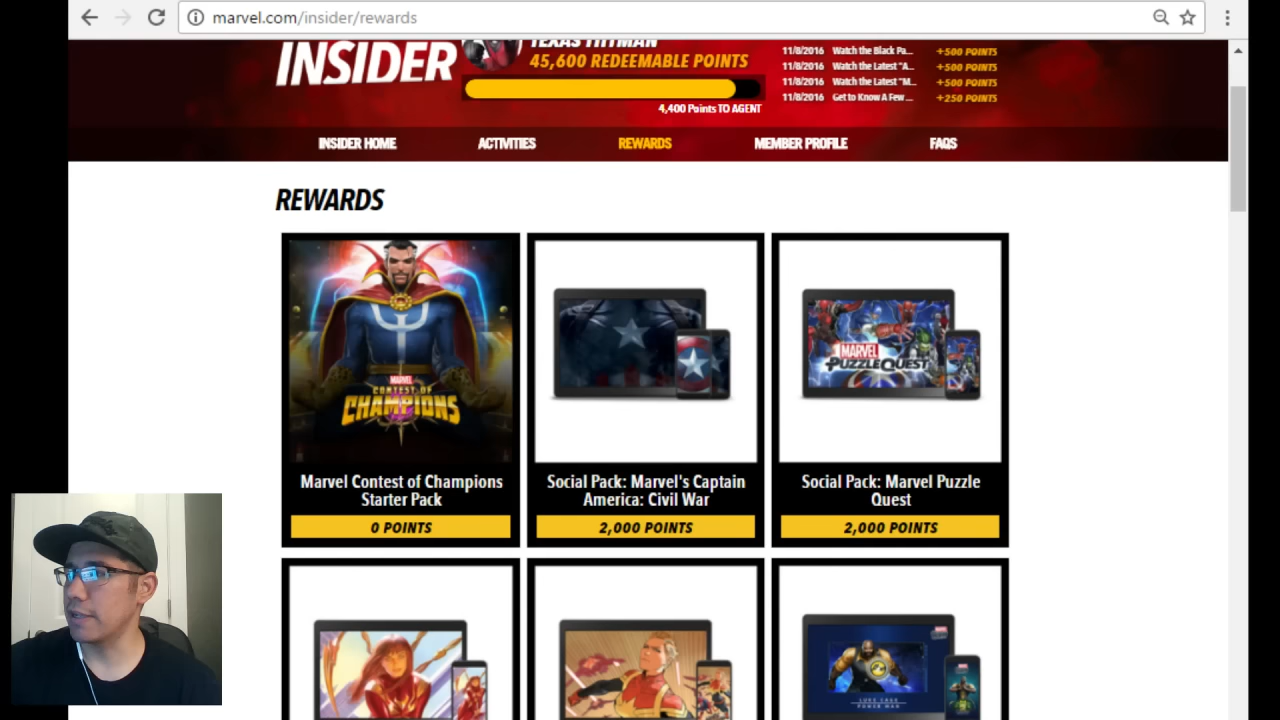 marvel.com/insider/rewards
INSIDER
TEXAS
45,600 REDEEMABLE POINTS
4,400 Points TO AGENT
11/8/2016 Watch the Black Pa... +500 POINTS
11/8/2016 Watch the Latest "A... +500 POINTS
11/8/2016 Watch the Latest "M... +500 POINTS
11/8/2016 Get to Know A Few ... +250 POINTS
INSIDER HOME ACTIVITIES REWARDS MEMBER PROFILE FAQS
REWARDS
MARVEL
CONTEST OF
CHAMPIONS
MARVEL
PUZZLE QUEST
Marvel Contest of Champions
Starter Pack
0 POINTS
Social Pack: Marvel's Captain
America: Civil War
2,000 POINTS
Social Pack: Marvel Puzzle
Quest
2,000 POINTS
LUKE CAGE
POWER MAN